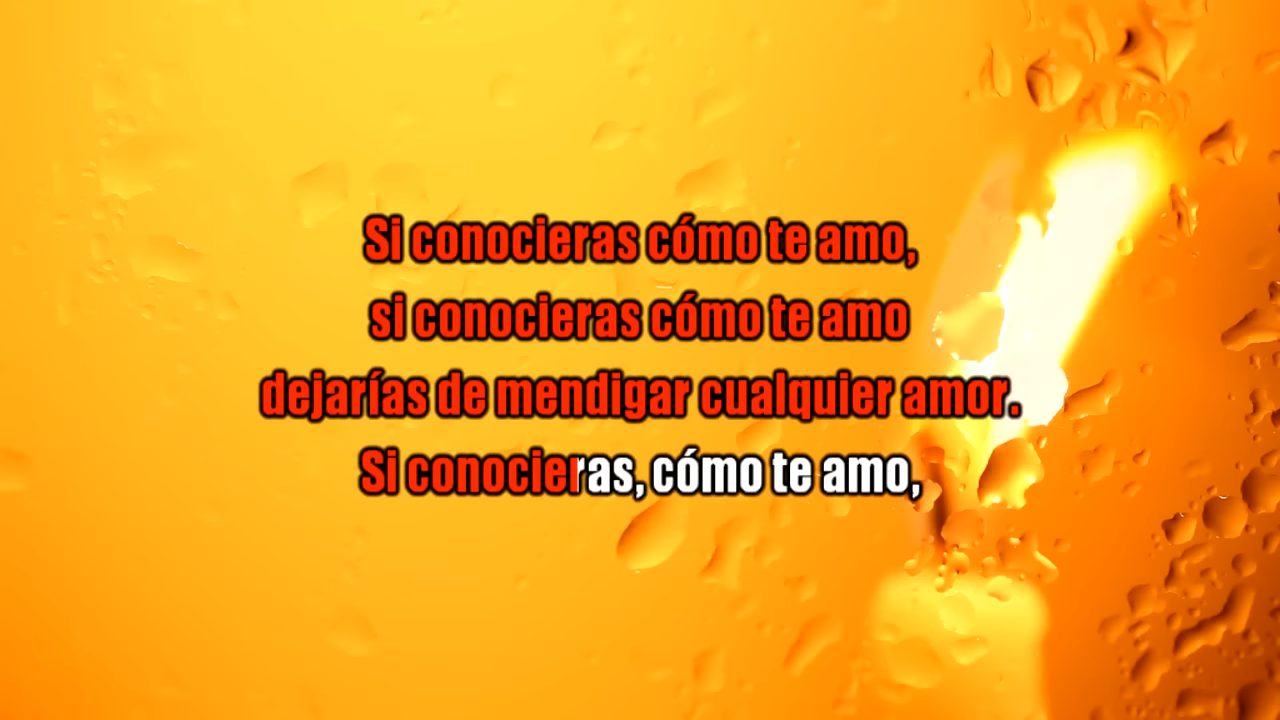 Si conocieras cómo te amo,
si conocieras cómo te amo
dejarías de mendigar cualquier amor.
Si conocieras, cómo te amo,